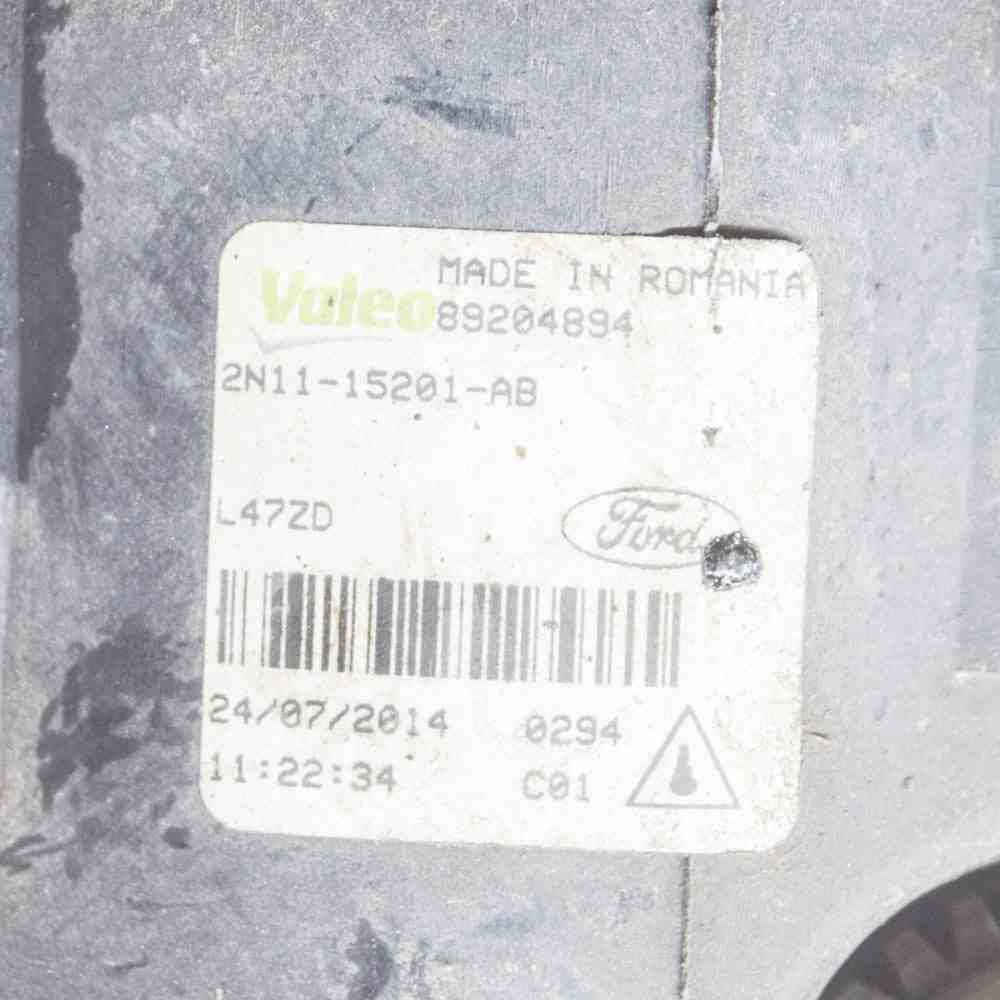 Valeo MADE IN ROMANIA
89204894
2N11-15201-AB
L47ZD
Ford
24/07/2014 0294
11:22:34 C01